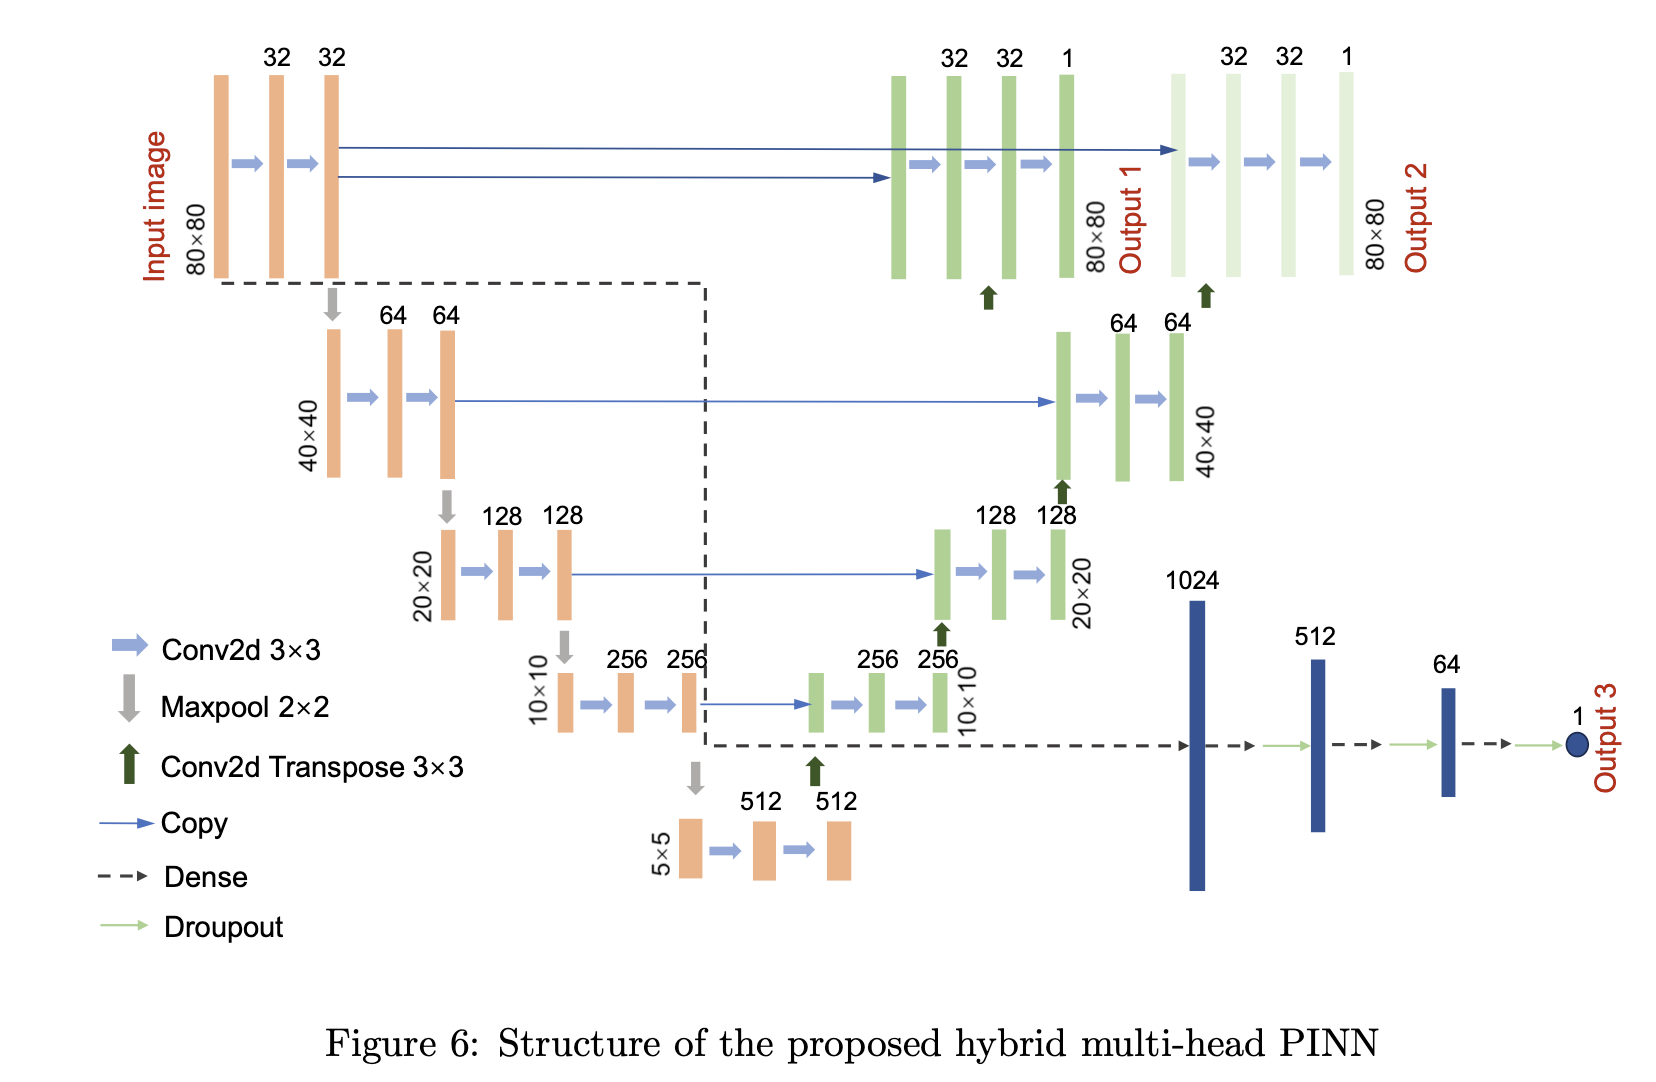 32 32
32 32 1
32 32 1
Input image
80×80
80×80
Output 1
80×80
Output 2
64 64
64 64
40×40
40×40
128 128
128 128
20×20
20×20
1024
512
64
1
Output 3
256 256
256 256
10×10
10×10
512 512
5×5
Conv2d 3×3
Maxpool 2×2
Conv2d Transpose 3×3
Copy
Dense
Droupout
Figure 6: Structure of the proposed hybrid multi-head PINN